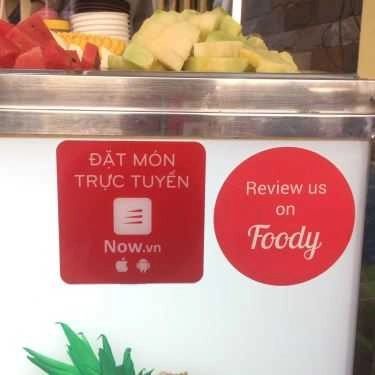 ĐẶT MÓN
TRỰC TUYẾN
Now.vn
Review us
on
Foody